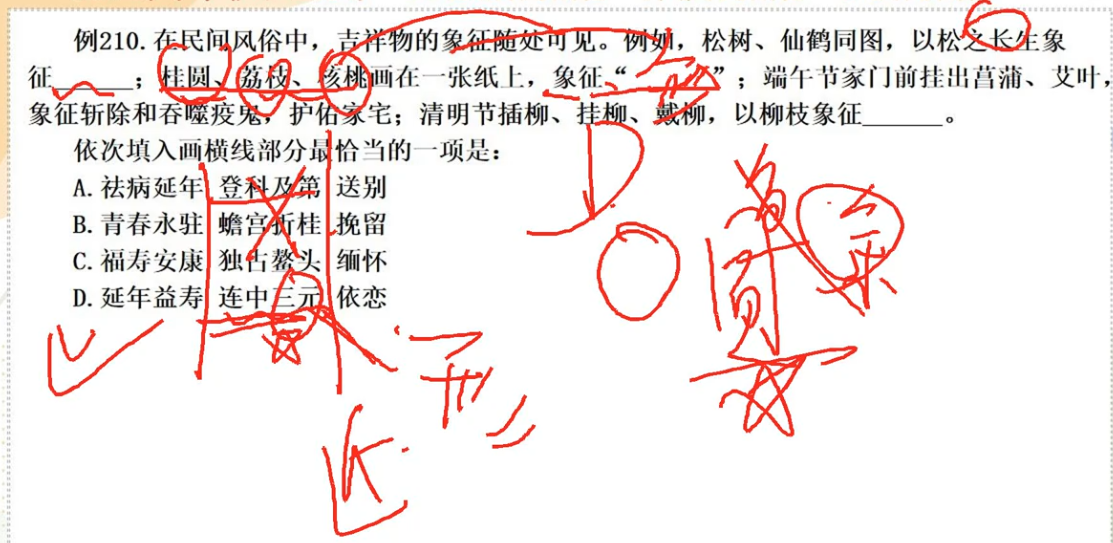 例210.在民间风俗中，吉祥物的象征随处可见。例如，松树、仙鹤同图，以松之长生象
征______；桂圆、荔枝、核桃画在一张纸上，象征“______”；端午节家门前挂出菖蒲、艾叶，
象征斩除和吞噬疫鬼，护佑家宅；清明节插柳、挂柳、戴柳，以柳枝象征______。
依次填入画横线部分最恰当的一项是：
A.祛病延年 登科及第 送别
B.青春永驻 蟾宫折桂 挽留
C.福寿安康 独占鳌头 缅怀
D.延年益寿 连中三元 依恋
D